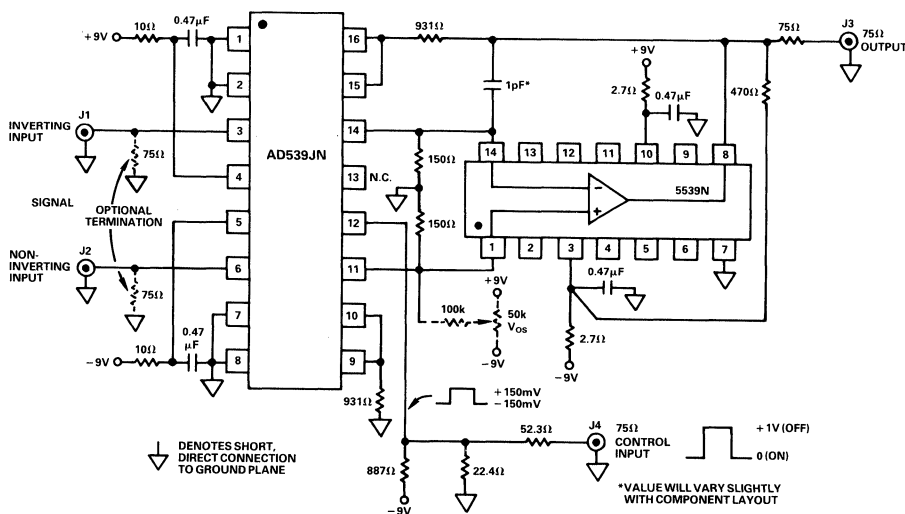 +9V
10Ω
0.47μF
1
2
3
4
5
6
7
8
16
15
14
13
12
11
10
9
AD539JN
N.C.
J1
INVERTING
INPUT
75Ω
SIGNAL
OPTIONAL
TERMINATION
NON-
INVERTING
INPUT
J2
75Ω
-9V
10Ω
0.47
μF
931Ω
1pF*
150Ω
150Ω
100k
+9V
50k
VOS
-9V
931Ω
+9V
2.7Ω
0.47μF
470Ω
75Ω
J3
75Ω
OUTPUT
14
13
12
11
10
9
8
5539N
−
+
1
2
3
4
5
6
7
0.47μF
2.7Ω
-9V
+150mV
−150mV
52.3Ω
J4
75Ω
CONTROL
INPUT
+1V (OFF)
0 (ON)
887Ω
22.4Ω
-9V
DENOTES SHORT,
DIRECT CONNECTION
TO GROUND PLANE
*VALUE WILL VARY SLIGHTLY
WITH COMPONENT LAYOUT